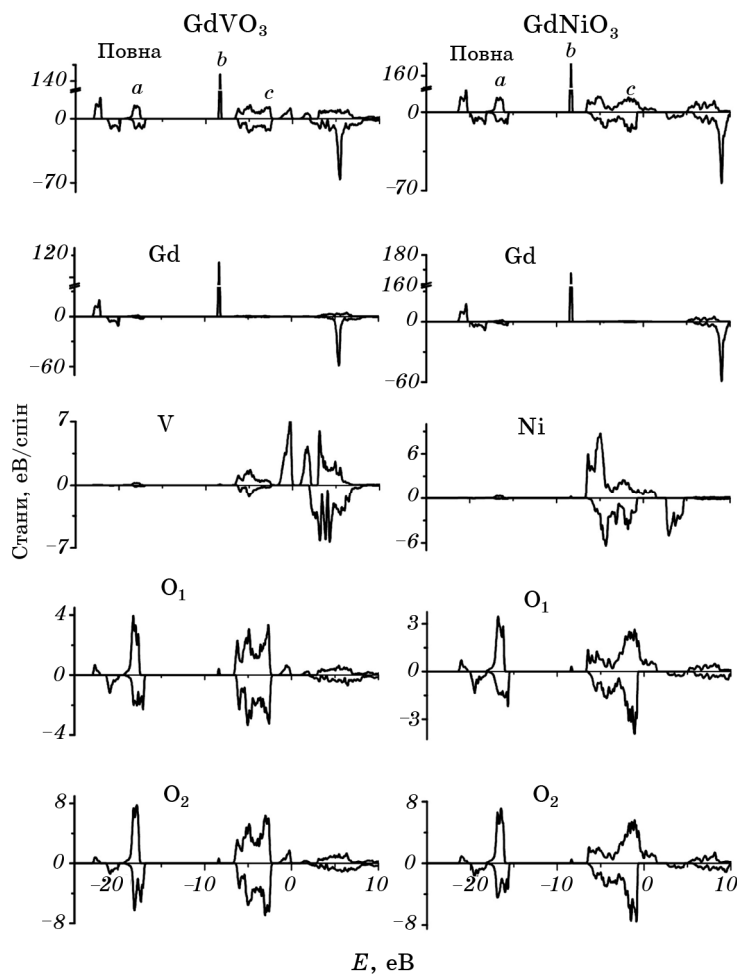 GdVO₃ GdNiO₃
Повна Повна
140 160
a b c a b c
0 0
–70 –70
Gd Gd
120 180
160
0 0
–60 –60
V Ni
7 6
0 0
–7 –6
Стани, еВ/спін
O₁ O₁
4 3
0 0
–4 –3
O₂ O₂
8 8
0 0
–8 –8
–20 –10 0 10 –20 –10 0 10
E, еВ